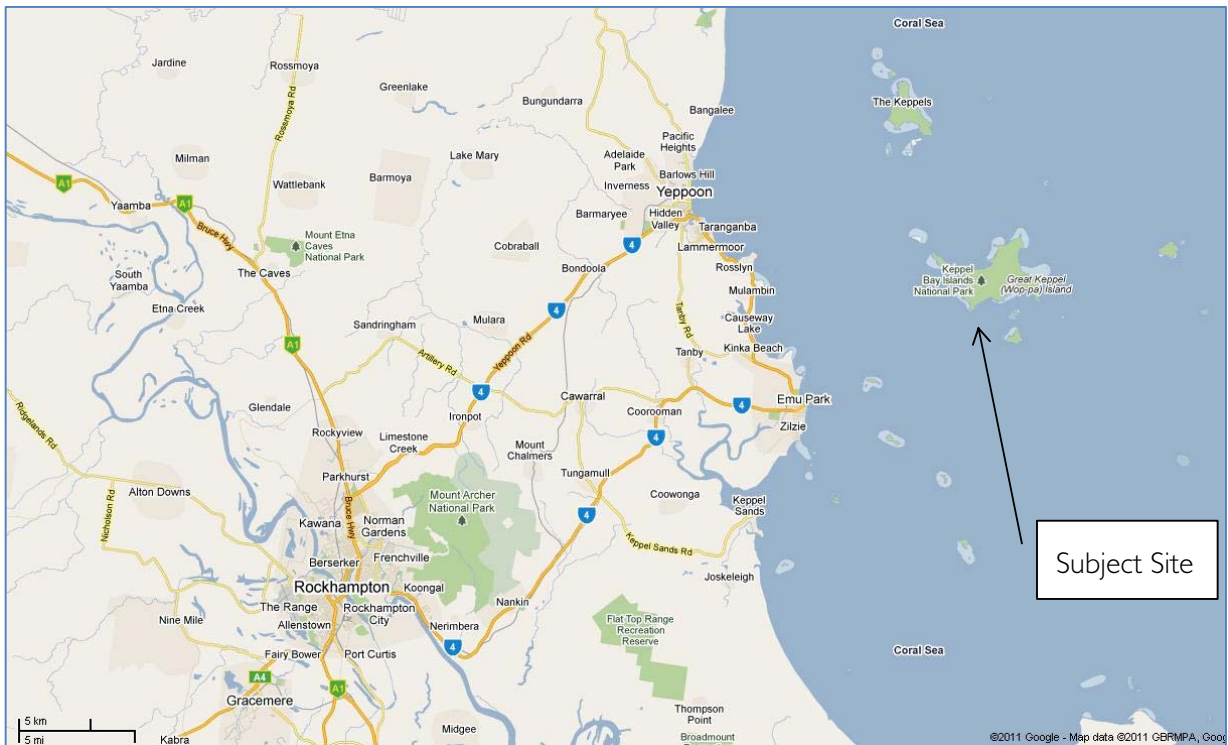 Coral Sea
Jardine
Rossmoya
Rossmoya Rd
Greenlake
Bungundarra
Bangalee
The Keppels
Pacific
Heights
Milman
Lake Mary
Adelaide
Park
Barlows Hill
A1
Wattlebank
Barmoya
Inverness
Yeppoon
Yaamba
A1
Bruce Hwy
Barmaryee
Hidden
Valley
Taranganba
4
Lammermoor
Mount Etna
Caves
National Park
Cobraball
Bondoola
Rosslyn
South
Yaamba
The Caves
Mulambin
Keppel
Bay Islands
National Park
Great Keppel
(Wop-pa) Island
Etna Creek
Sandringham
Mulara
4
Tanby Rd
Causeway
Lake
A1
Yeppoon Rd
Artillery Rd
Tanby
Kinka Beach
4
Ridgelands Rd
Glendale
Ironpot
Cawarral
Coorooman
4
Emu Park
Rockyview
Limestone
Creek
Mount
Chalmers
4
Zilzie
Parkhurst
Tungamull
Alton Downs
Nicholson Rd
Bruce Hwy
Mount Archer
National Park
Coowonga
Keppel
Sands
Kawana
Norman
Gardens
4
Keppel Sands Rd
Frenchville
Berserker
Subject Site
Joskeleigh
Rockhampton
Koongal
Nankin
The Range
Rockhampton
City
Nine Mile
Allenstown
Nerimbera
Flat Top Range
Recreation
Reserve
4
Fairy Bower
Port Curtis
Coral Sea
A4
A1
Gracemere
Thompson
Point
5 km
5 mi
Kabra
Midgee
Broadmount
©2011 Google - Map data ©2011 GBRMPA, Goog